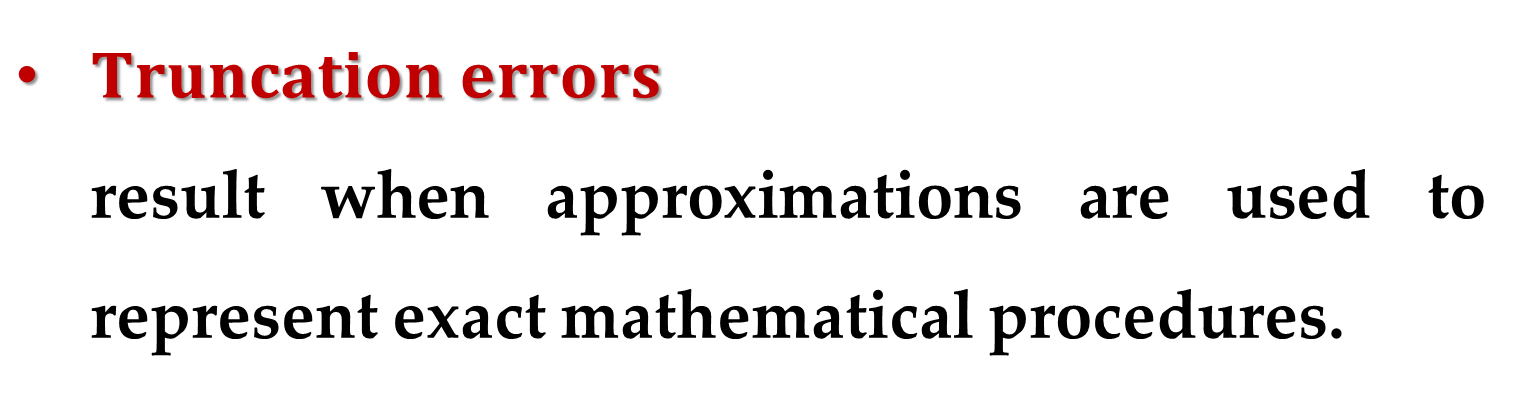 • Truncation errors
result when approximations are used to
represent exact mathematical procedures.